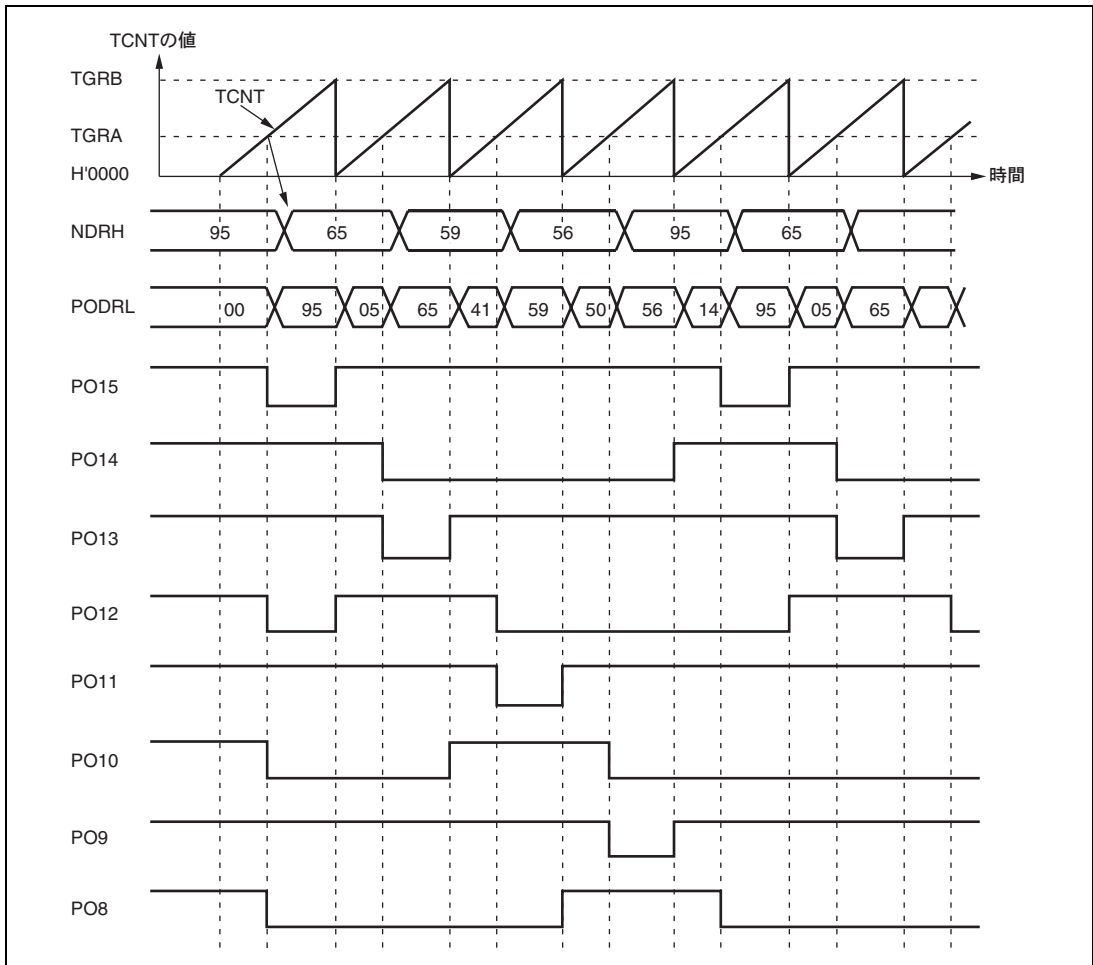 TCNTの値
TGRB
TCNT
TGRA
H'0000
時間
NDRH 95 65 59 56 95 65
PODRL 00 95 05 65 41 59 50 56 14 95 05 65
PO15
PO14
PO13
PO12
PO11
PO10
PO9
PO8